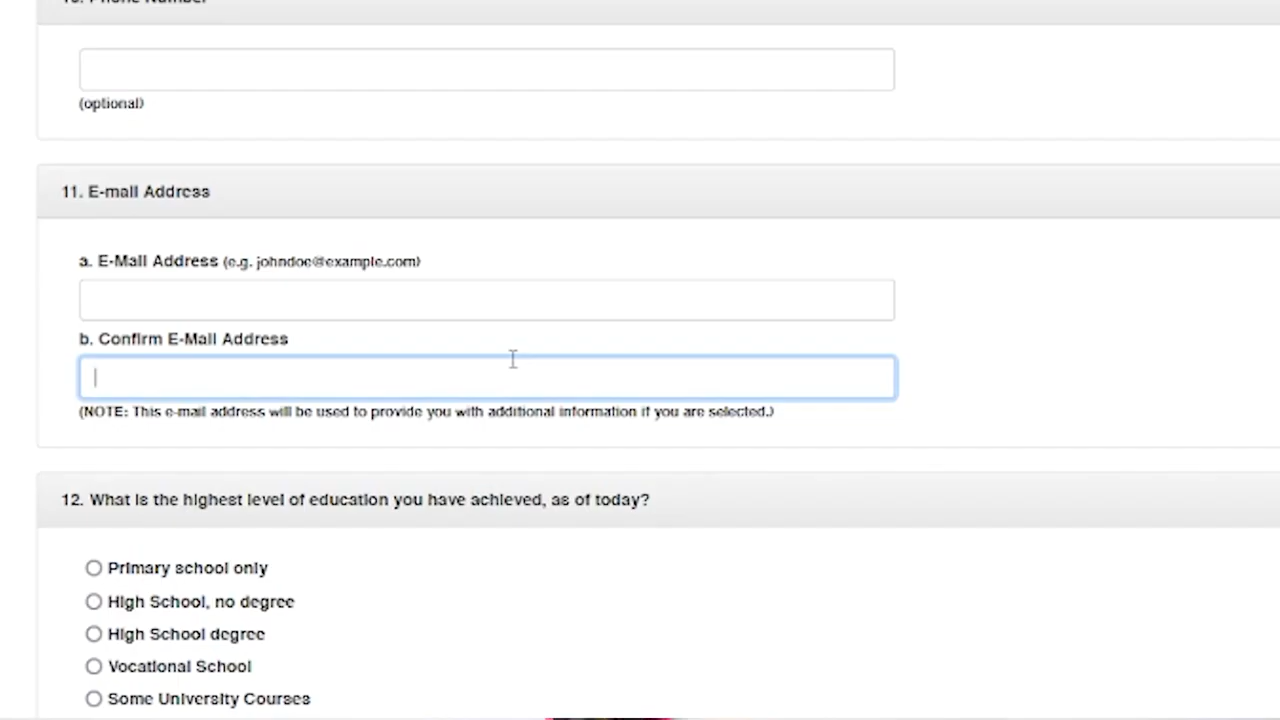 10. Phone Number
(optional)
11. E-mail Address
a. E-Mail Address (e.g. johndoe@example.com)
b. Confirm E-Mail Address
(NOTE: This e-mail address will be used to provide you with additional information if you are selected.)
12. What is the highest level of education you have achieved, as of today?
Primary school only
High School, no degree
High School degree
Vocational School
Some University Courses